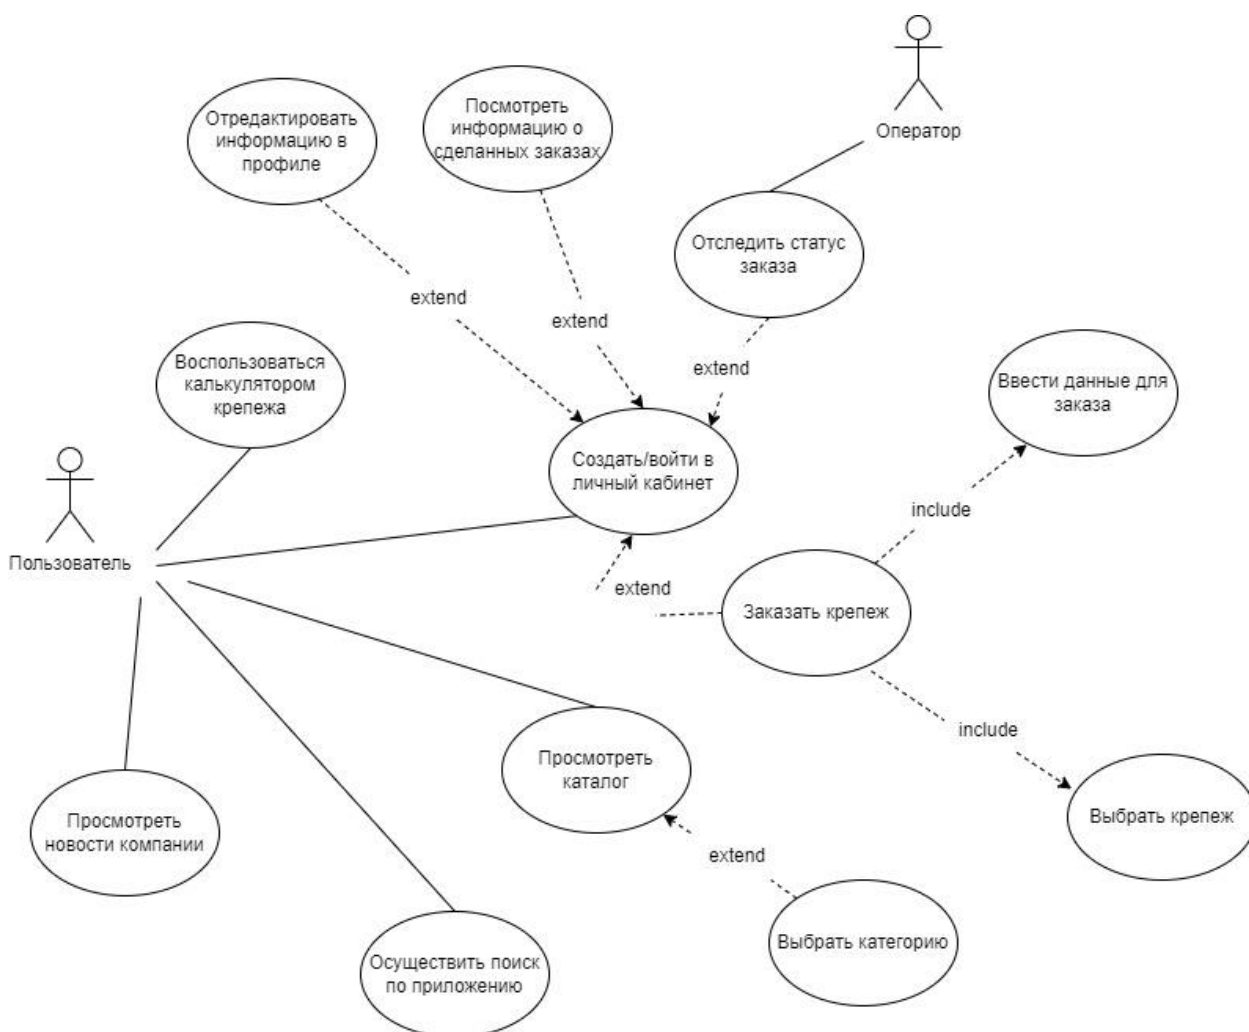 Оператор
Отредактировать
информацию в
профиле
Посмотреть
информацию о
сделанных заказах
Отследить статус
заказа
extend
extend
extend
Воспользоваться
калькулятором
крепежа
Ввести данные для
заказа
Создать/войти в
личный кабинет
include
Пользователь
extend
Заказать крепеж
include
Просмотреть
каталог
Просмотреть
новости компании
Выбрать крепеж
extend
Выбрать категорию
Осуществить поиск
по приложению